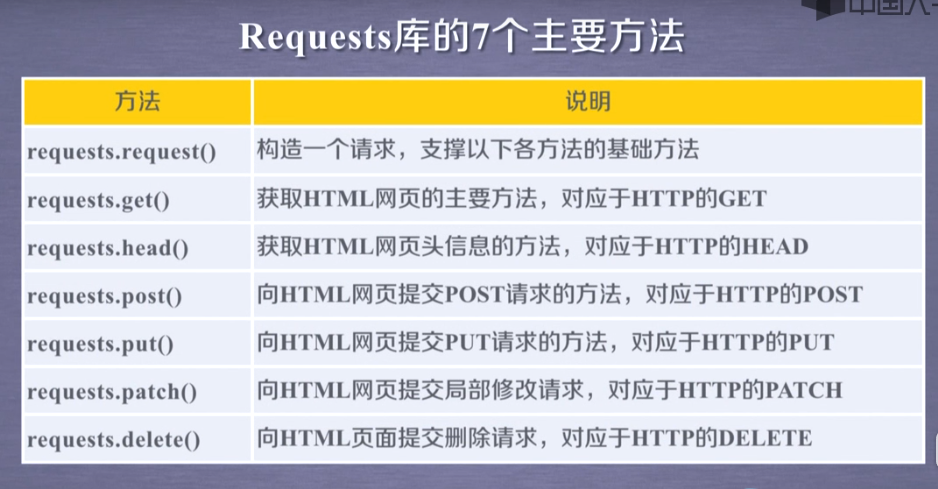 中国大
Requests库的7个主要方法
方法 说明
requests.request() 构造一个请求，支撑以下各方法的基础方法
requests.get() 获取HTML网页的主要方法，对应于HTTP的GET
requests.head() 获取HTML网页头信息的方法，对应于HTTP的HEAD
requests.post() 向HTML网页提交POST请求的方法，对应于HTTP的POST
requests.put() 向HTML网页提交PUT请求的方法，对应于HTTP的PUT
requests.patch() 向HTML网页提交局部修改请求，对应于HTTP的PATCH
requests.delete() 向HTML页面提交删除请求，对应于HTTP的DELETE